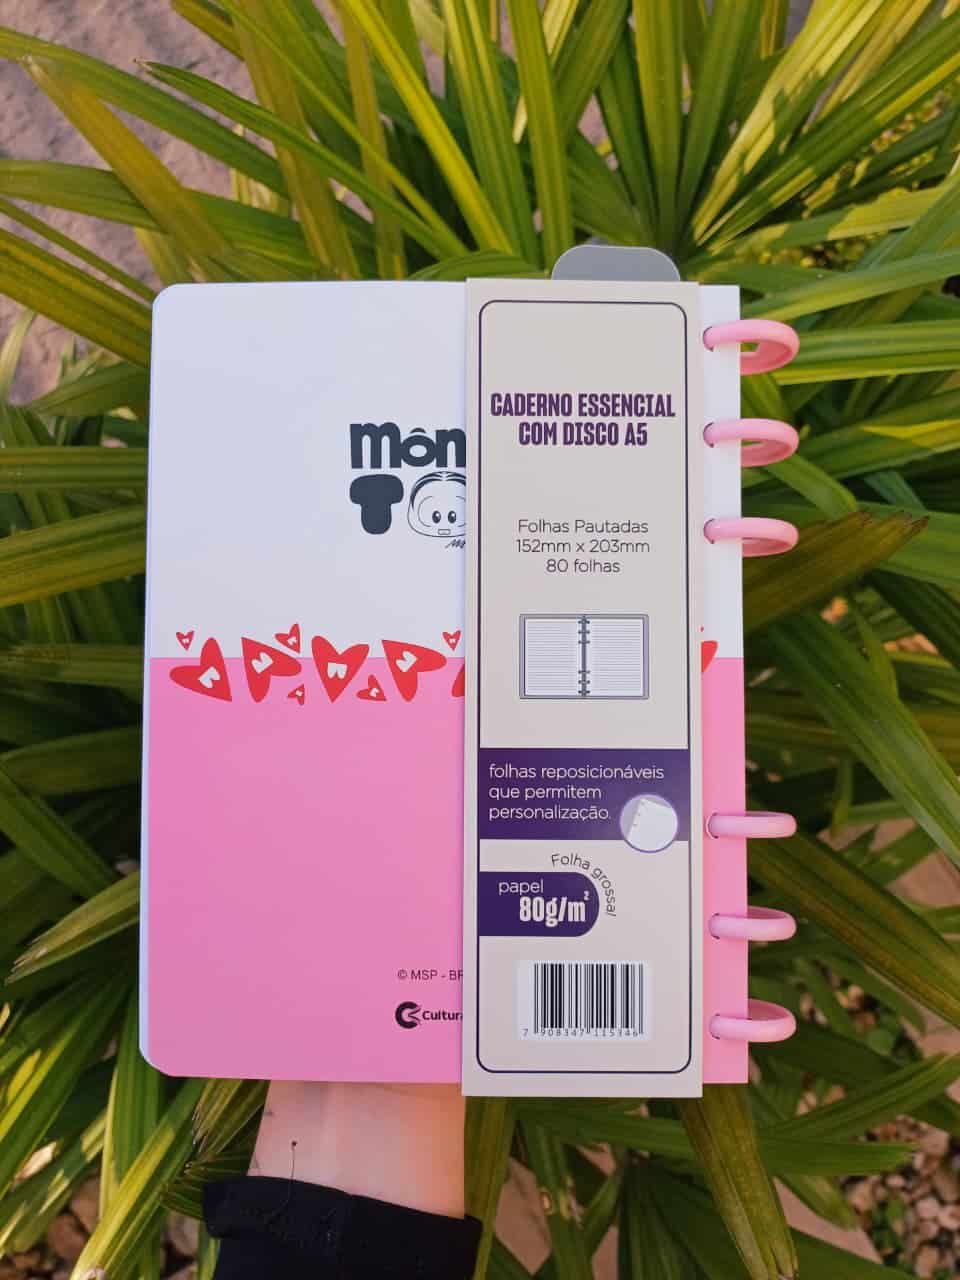 CADERNO ESSENCIAL
COM DISCO A5
Folhas Pautadas
152mm x 203mm
80 folhas
folhas reposicionáveis
que permitem
personalização.
Folha grossa!
papel
80g/m²
7 908347 115346
Môn
T
© MSP - BR
Cultura